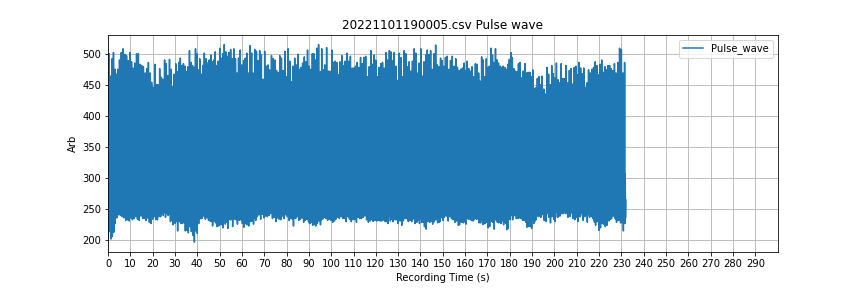 20221101190005.csv Pulse wave
Pulse_wave
Arb
500
450
400
350
300
250
200
0 10 20 30 40 50 60 70 80 90 100 110 120 130 140 150 160 170 180 190 200 210 220 230 240 250 260 270 280 290
Recording Time (s)